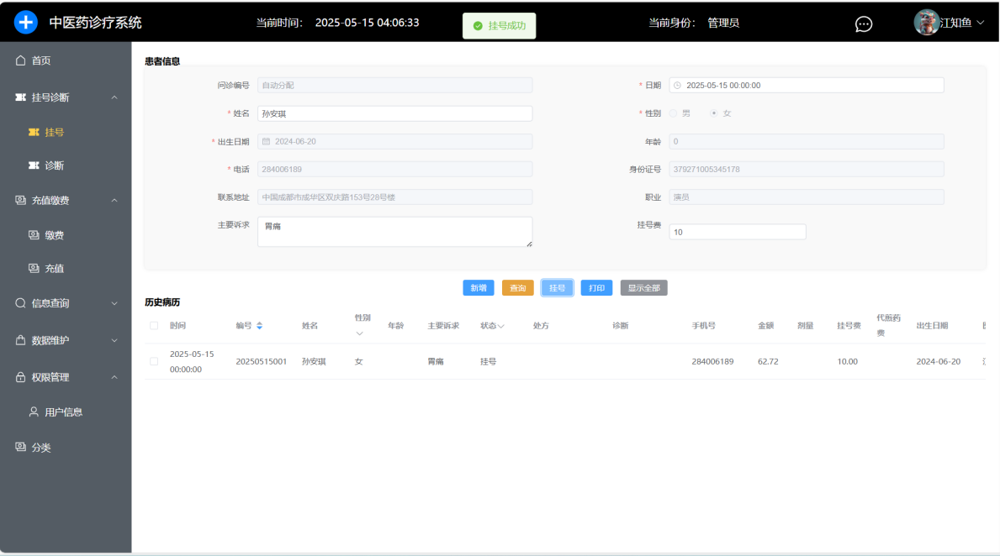 中医药诊疗系统
当前时间： 2025-05-15 04:06:33
挂号成功
当前身份： 管理员
江知鱼
首页
挂号诊断
挂号
诊断
充值缴费
缴费
充值
信息查询
数据维护
权限管理
用户信息
分类
患者信息
问诊编号 自动分配
* 日期 2025-05-15 00:00:00
* 姓名 孙安琪
* 性别 男 女
* 出生日期 2024-06-20
年龄 0
* 电话 284006189
身份证号 379271005345178
联系地址 中国成都市成华区双庆路153号28号楼
职业 演员
主要诉求 胃痛
挂号费 10
新增 查询 挂号 打印 显示全部
历史病历
时间 编号 姓名 性别 年龄 主要诉求 状态 处方 诊断 手机号 金额 剂量 挂号费 代煎药费 出生日期
2025-05-15 00:00:00 20250515001 孙安琪 女 胃痛 挂号 284006189 62.72 10.00 2024-06-20